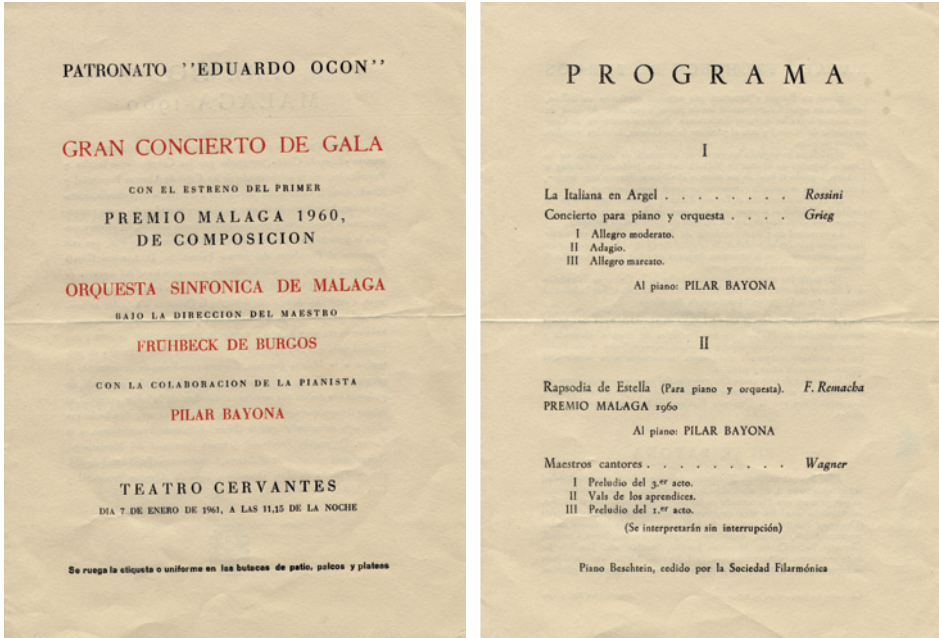 PATRONATO ''EDUARDO OCON''
GRAN CONCIERTO DE GALA
CON EL ESTRENO DEL PRIMER
PREMIO MALAGA 1960,
DE COMPOSICION
ORQUESTA SINFONICA DE MALAGA
BAJO LA DIRECCION DEL MAESTRO
FRÜHBECK DE BURGOS
CON LA COLABORACION DE LA PIANISTA
PILAR BAYONA
TEATRO CERVANTES
DIA 7 DE ENERO DE 1961, A LAS 11,15 DE LA NOCHE
Se ruega la etiqueta o uniforme en las butacas de patio, palcos y plateas
PROGRAMA
I
La Italiana en Argel . . . . . . . . Rossini
Concierto para piano y orquesta . . . . Grieg
I Allegro moderato.
II Adagio.
III Allegro marcato.
Al piano: PILAR BAYONA
II
Rapsodia de Estella (Para piano y orquesta). F. Remacha
PREMIO MALAGA 1960
Al piano: PILAR BAYONA
Maestros cantores . . . . . . . . . Wagner
I Preludio del 3.er acto.
II Vals de los aprendices.
III Preludio del 1.er acto.
(Se interpretarán sin interrupción)
Piano Beschtein, cedido por la Sociedad Filarmónica